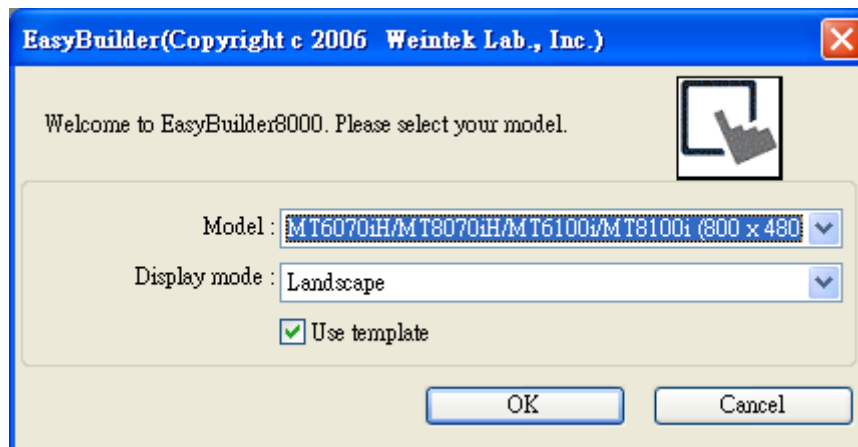 EasyBuilder(Copyright c 2006 Weintek Lab., Inc.)
Welcome to EasyBuilder8000. Please select your model.
Model : MT6070iH/MT8070iH/MT6100i/MT8100i (800 x 480
Display mode : Landscape
Use template
OK Cancel